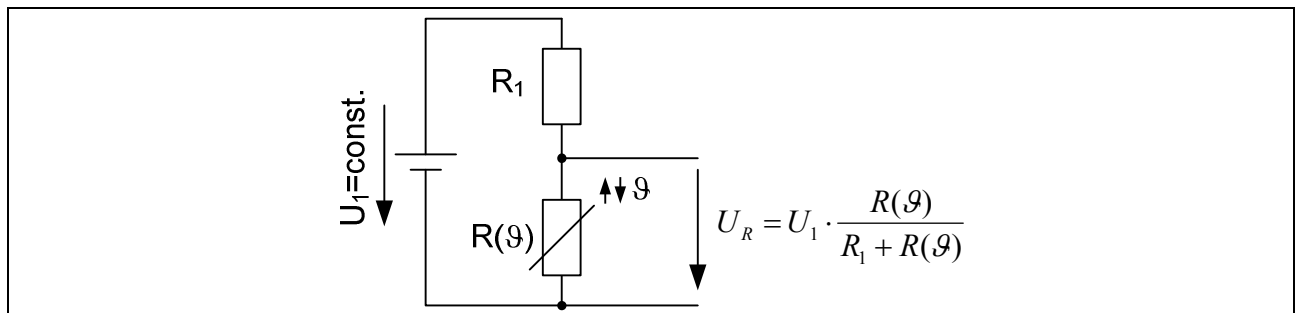 U₁=const.
R₁
R(ϑ)
ϑ
U_R = U₁ · R(ϑ) / (R₁ + R(ϑ))